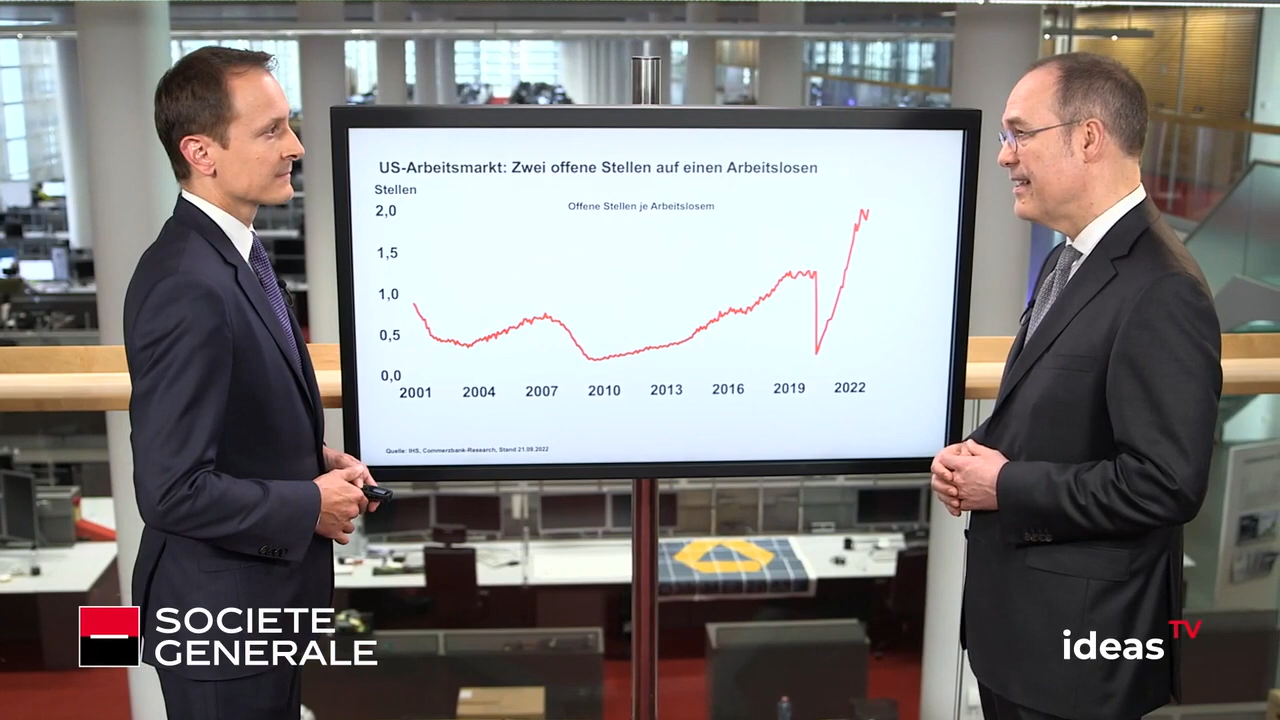 US-Arbeitsmarkt: Zwei offene Stellen auf einen Arbeitslosen
Stellen
Offene Stellen je Arbeitslosem
2,0
1,5
1,0
0,5
0,0
2001 2004 2007 2010 2013 2016 2019 2022
Quelle: IHS, Commerzbank-Research, Stand 21.09.2022
SOCIETE
GENERALE
ideasTV